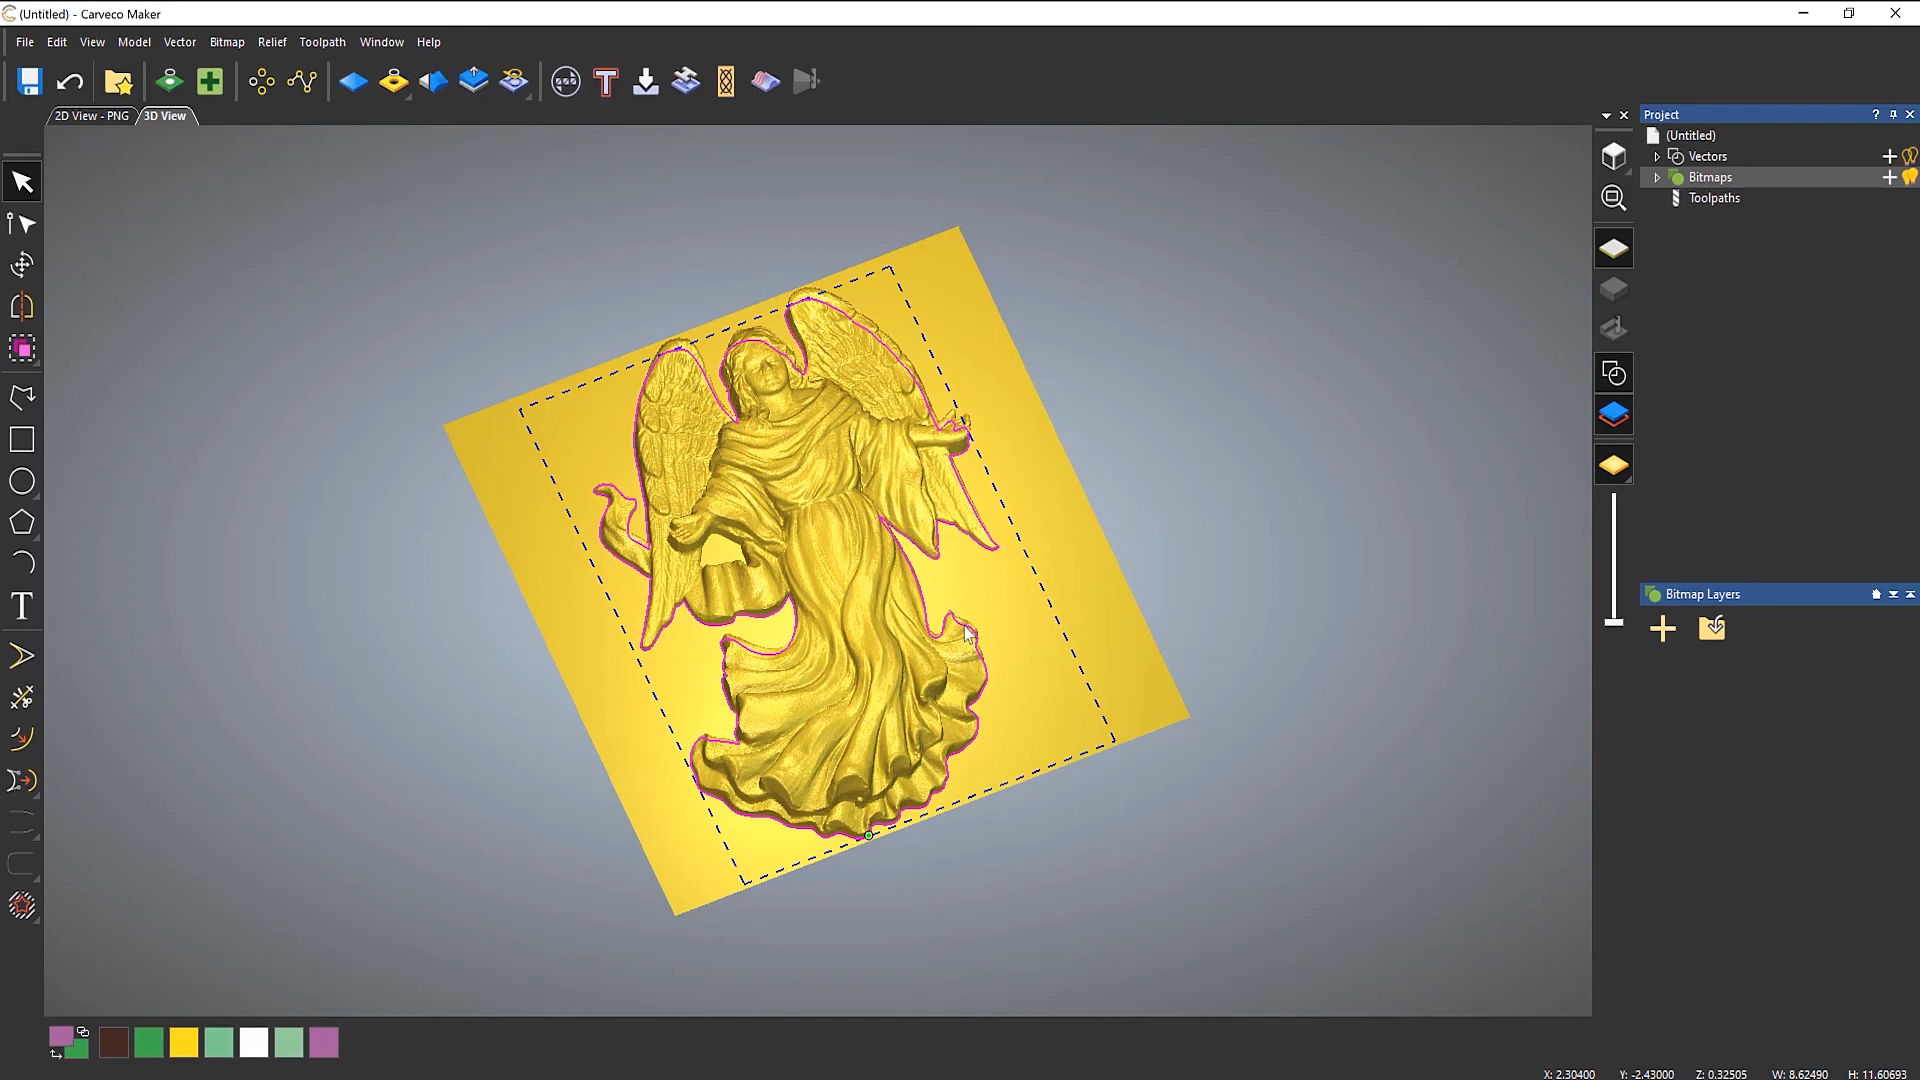 (Untitled) - Carveco Maker
File Edit View Model Vector Bitmap Relief Toolpath Window Help
2D View - PNG 3D View
Project ?
(Untitled)
Vectors
Bitmaps
Toolpaths
Bitmap Layers
X: 2.30400 Y: -2.43000 Z: 0.32505 W: 8.62490 H: 11.60693